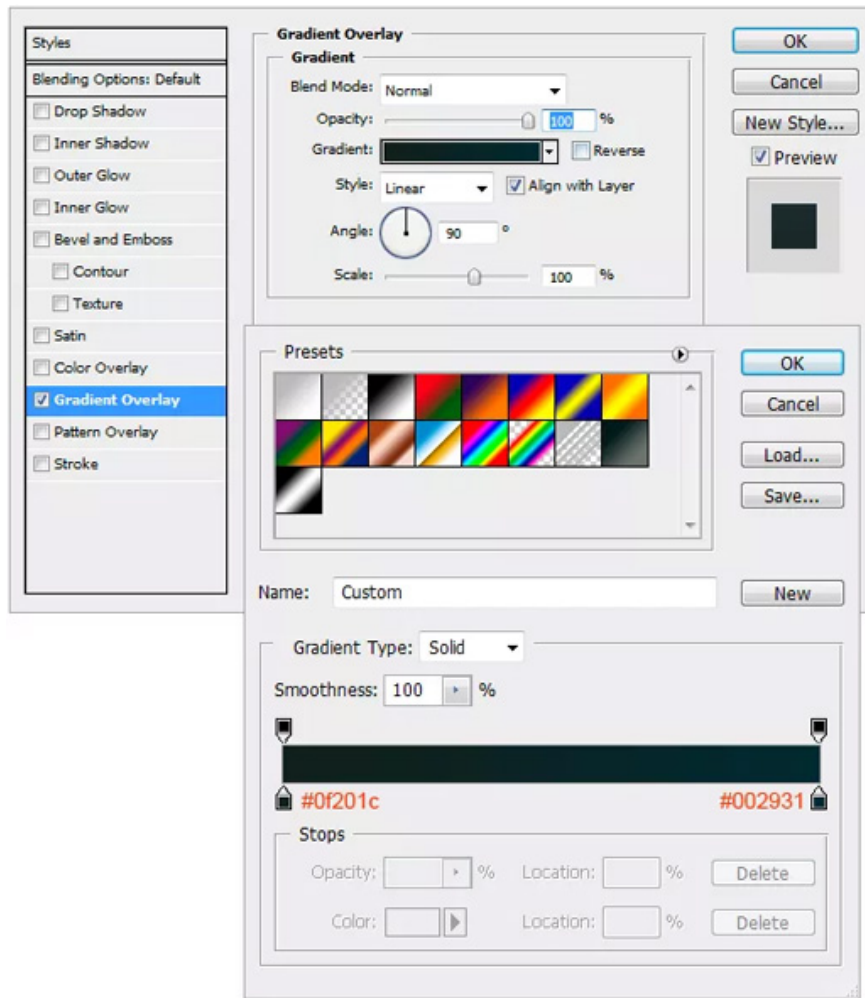 Styles
Blending Options: Default
Drop Shadow
Inner Shadow
Outer Glow
Inner Glow
Bevel and Emboss
Contour
Texture
Satin
Color Overlay
Gradient Overlay
Pattern Overlay
Stroke
Gradient Overlay
Gradient
Blend Mode: Normal
Opacity: 100 %
Gradient: Reverse
Style: Linear Align with Layer
Angle: 90 °
Scale: 100 %
OK
Cancel
New Style...
Preview
Presets
OK
Cancel
Load...
Save...
Name: Custom New
Gradient Type: Solid
Smoothness: 100 %
#0f201c #002931
Stops
Opacity: % Location: % Delete
Color: Location: % Delete